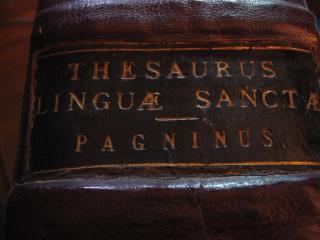 THESAURUS
LINGUÆ SANCTÆ
PAGNINUS.